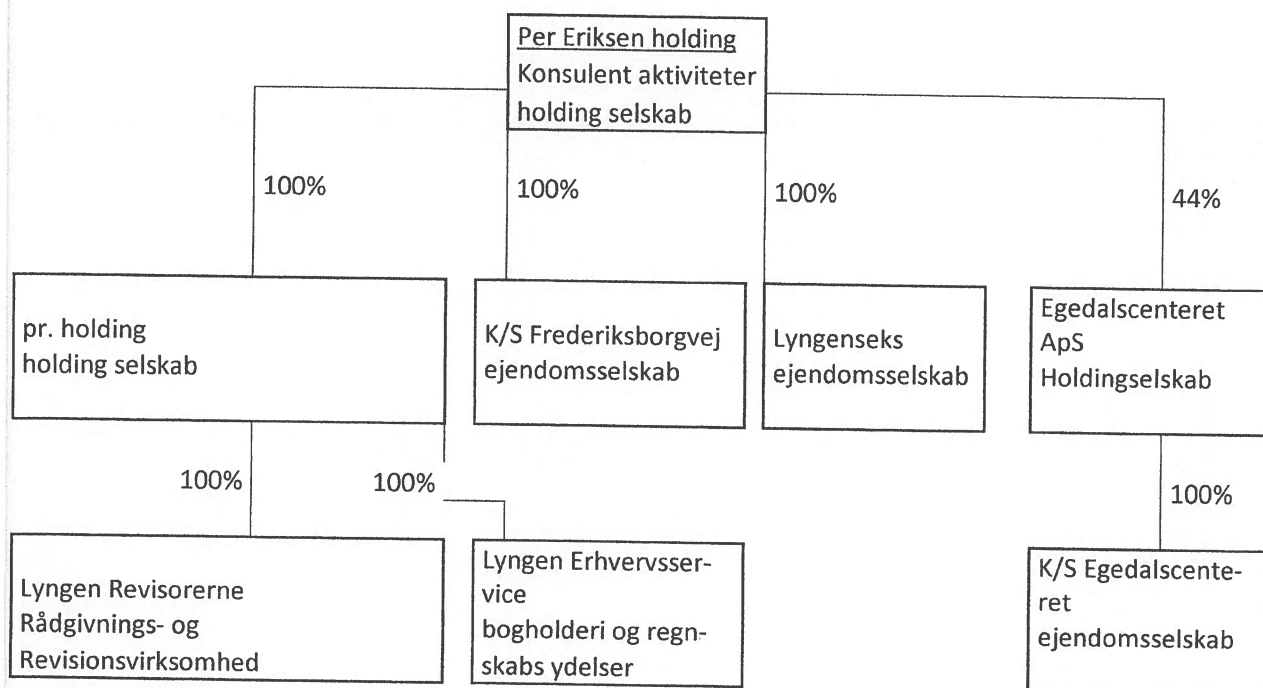 Per Eriksen holding
Konsulent aktiviteter
holding selskab
100%
100%
100%
44%
pr. holding
holding selskab
K/S Frederiksborgvej
ejendomsselskab
Lyngenseks
ejendomsselskab
Egedalscenteret
ApS
Holdingselskab
100%
100%
100%
Lyngen Revisorerne
Rådgivnings- og
Revisionsvirksomhed
Lyngen Erhvervsser-
vice
bogholderi og regn-
skabs ydelser
K/S Egedalscente-
ret
ejendomsselskab